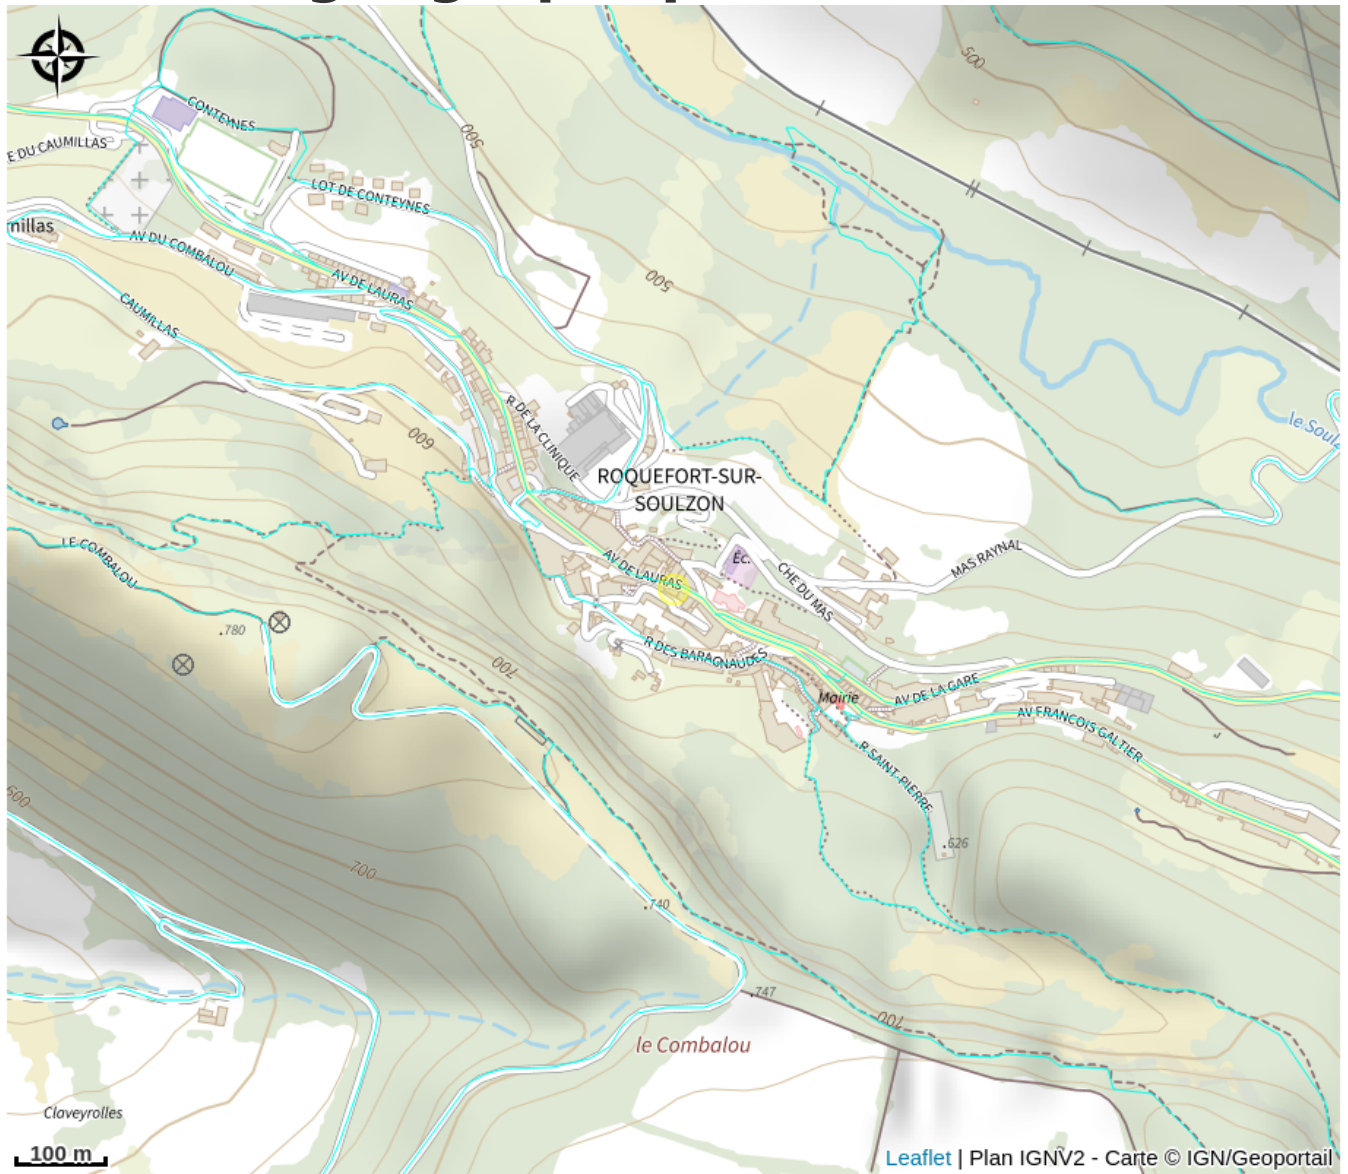 500
CONTEYNES
500
E DU CAUMILLAS
LOT DE CONTEYNES
millas
AV DU COMBALOU
AV DE LAURAS
500
CAUMILLAS
R DE LA CLINIQUE
600
le Soulz
ROQUEFORT-SUR-
SOULZON
LE COMBALOU
AV DE LAURAS
Éc.
CHE DU MAS
MAS RAYNAL
.780
700
R DES BARAGNAUDES
Mairie
AV DE LA GARE
AV FRANCOIS GALTIER
R SAINT-PIERRE
600
.626
700
.740
.747
700
le Combalou
Claveyrolles
100 m
Leaflet | Plan IGNV2 - Carte © IGN/Geoportail